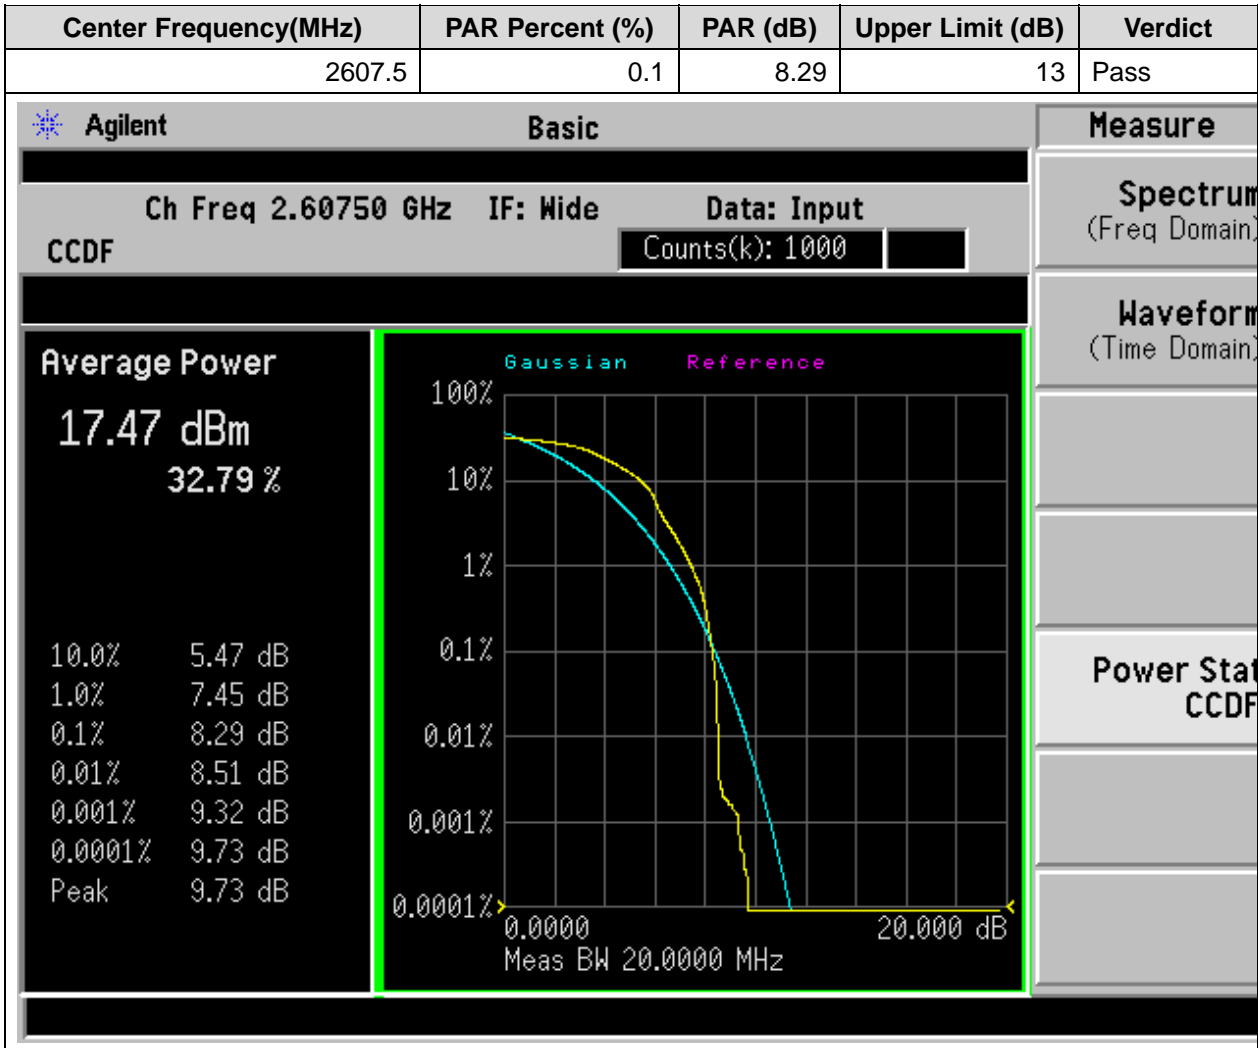 Center Frequency(MHz) PAR Percent (%) PAR (dB) Upper Limit (dB) Verdict
2607.5 0.1 8.29 13 Pass
Agilent Basic Measure
Ch Freq 2.60750 GHz IF: Wide Data: Input
CCDF Counts(k): 1000
Spectrum
(Freq Domain)
Waveform
(Time Domain)
Power Stat
CCDF
Average Power
17.47 dBm
32.79 %
10.0% 5.47 dB
1.0% 7.45 dB
0.1% 8.29 dB
0.01% 8.51 dB
0.001% 9.32 dB
0.0001% 9.73 dB
Peak 9.73 dB
Gaussian Reference
100%
10%
1%
0.1%
0.01%
0.001%
0.0001%
0.0000 20.000 dB
Meas BW 20.0000 MHz